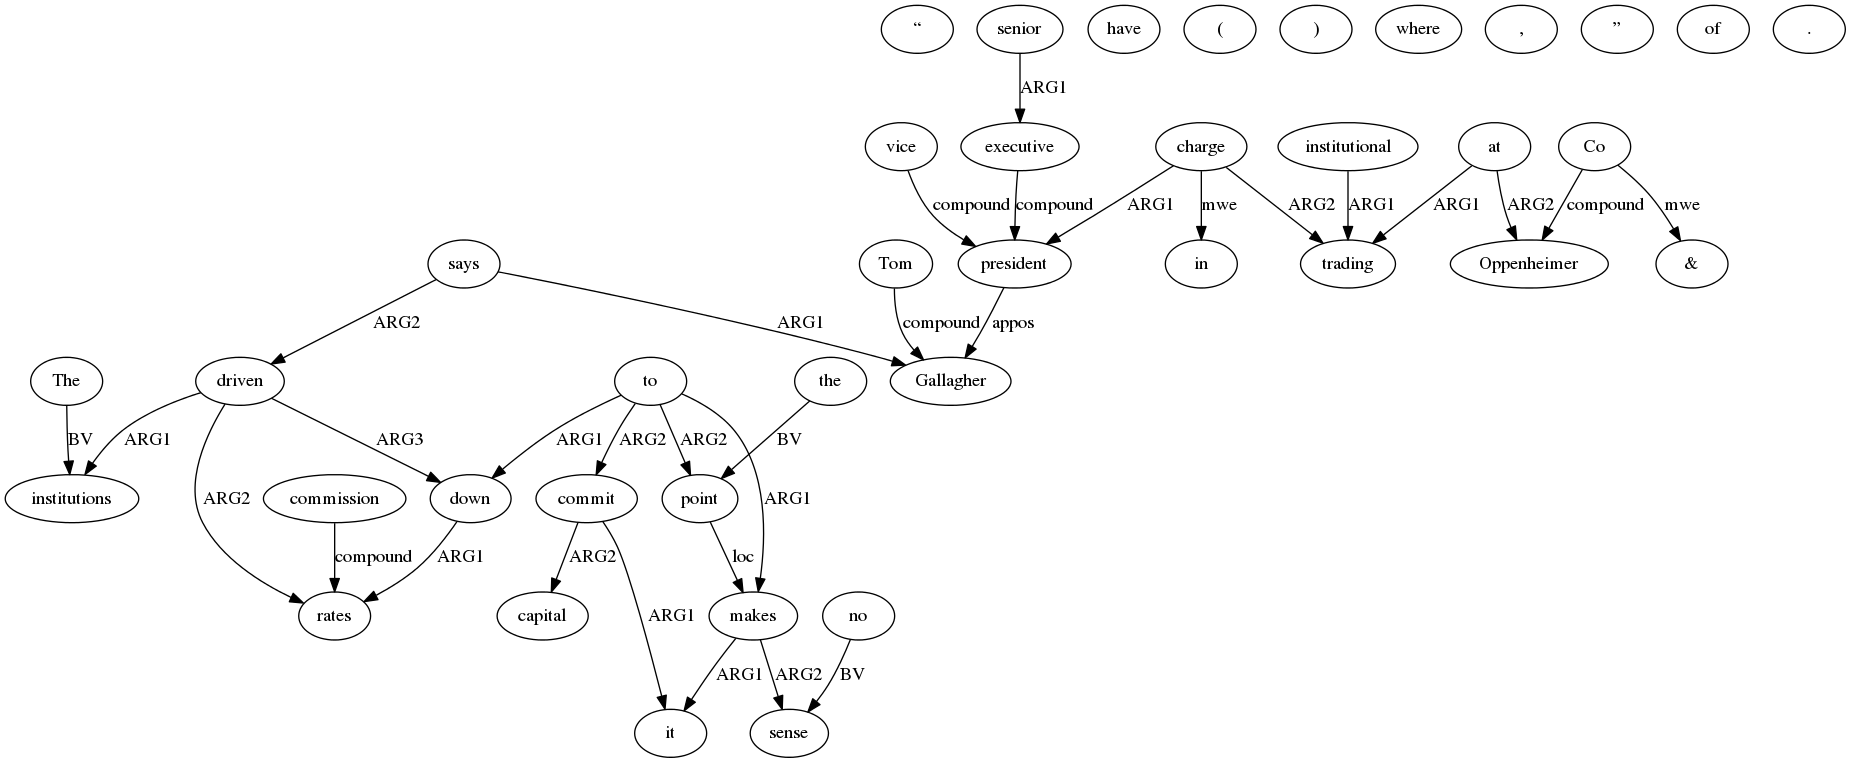 “ senior have ( ) where , ” of .
ARG1
vice executive charge institutional at Co
compound compound ARG1 mwe ARG2 ARG1 ARG1 ARG2 compound mwe
says Tom president in trading Oppenheimer &
ARG2 ARG1 compound appos
The driven to the Gallagher
BV ARG1 ARG3 ARG1 ARG2 ARG2 BV
institutions ARG2 commission down commit point ARG1
compound ARG1 ARG2 loc
rates capital ARG1 makes no
ARG1 ARG2 BV
it sense